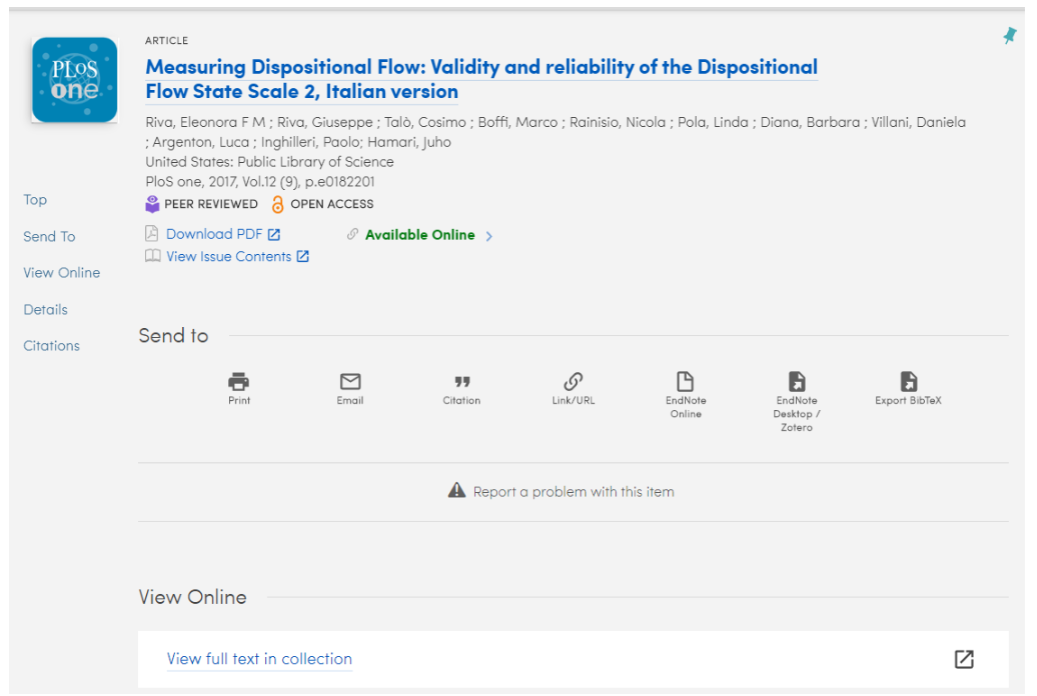 PLOS
one
ARTICLE
Measuring Dispositional Flow: Validity and reliability of the Dispositional
Flow State Scale 2, Italian version
Riva, Eleonora F M ; Riva, Giuseppe ; Talò, Cosimo ; Boffi, Marco ; Rainisio, Nicola ; Pola, Linda ; Diana, Barbara ; Villani, Daniela
; Argenton, Luca ; Inghilleri, Paolo; Hamari, Juho
United States: Public Library of Science
PloS one, 2017, Vol.12 (9), p.e0182201
PEER REVIEWED OPEN ACCESS
Download PDF Available Online >
View Issue Contents
Top
Send To
View Online
Details
Citations
Send to
Print
Email
Citation
Link/URL
EndNote
Online
EndNote
Desktop /
Zotero
Export BibTeX
Report a problem with this item
View Online
View full text in collection